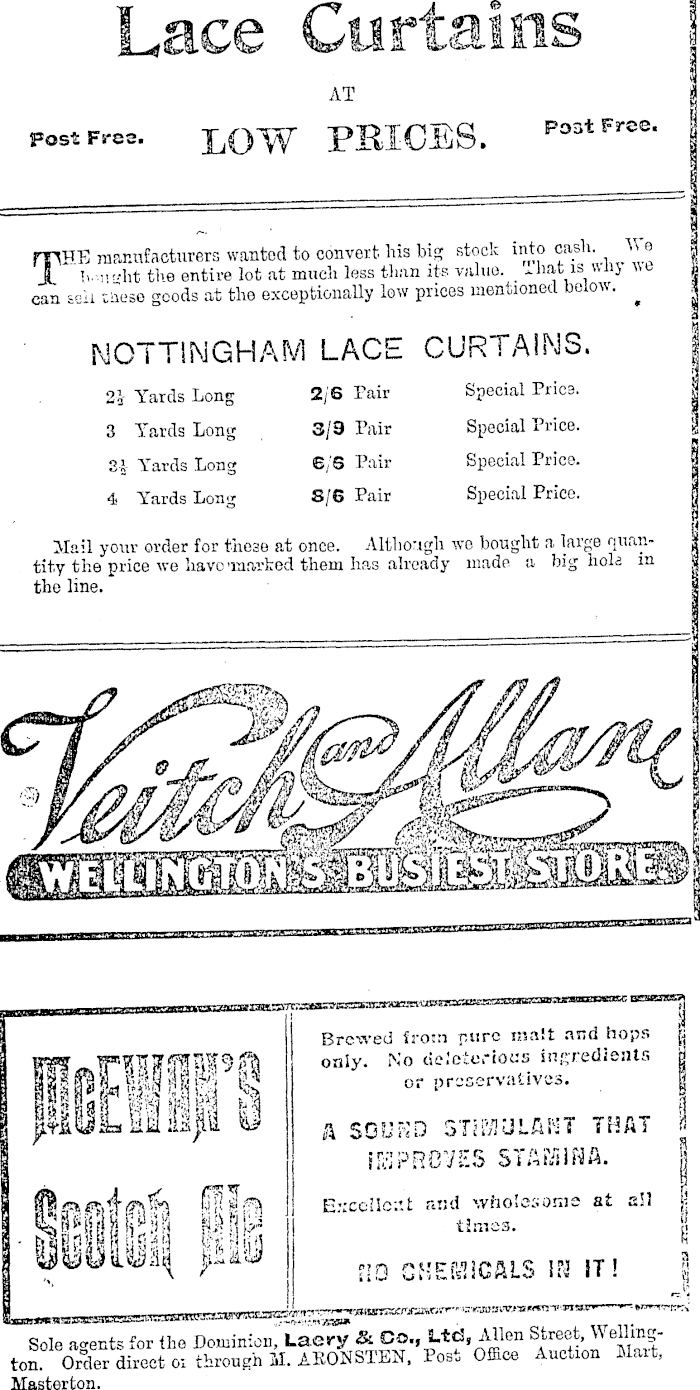 Lace Curtains
AT
Post Free. LOW PRICES. Post Free.
THE manufacturers wanted to convert his big stock into cash. We
bought the entire lot at much less than its value. That is why we
can sell these goods at the exceptionally low prices mentioned below.
NOTTINGHAM LACE CURTAINS.
2½ Yards Long 2/6 Pair Special Price.
3 Yards Long 3/9 Pair Special Price.
3½ Yards Long 6/6 Pair Special Price.
4 Yards Long 8/6 Pair Special Price.
Mail your order for these at once. Although we bought a large quan-
tity the price we have marked them has already made a big hole in
the line.
Veitch and Allan
WELLINGTON'S BUSIEST STORE.
McEWAN'S
Scotch Ale
Brewed from pure malt and hops
only. No deleterious ingredients
or preservatives.
A SOUND STIMULANT THAT
IMPROVES STAMINA.
Excellent and wholesome at all
times.
NO CHEMICALS IN IT!
Sole agents for the Dominion, Laery & Co., Ltd, Allen Street, Welling-
ton. Order direct or through M. ARONSTEN, Post Office Auction Mart,
Masterton.